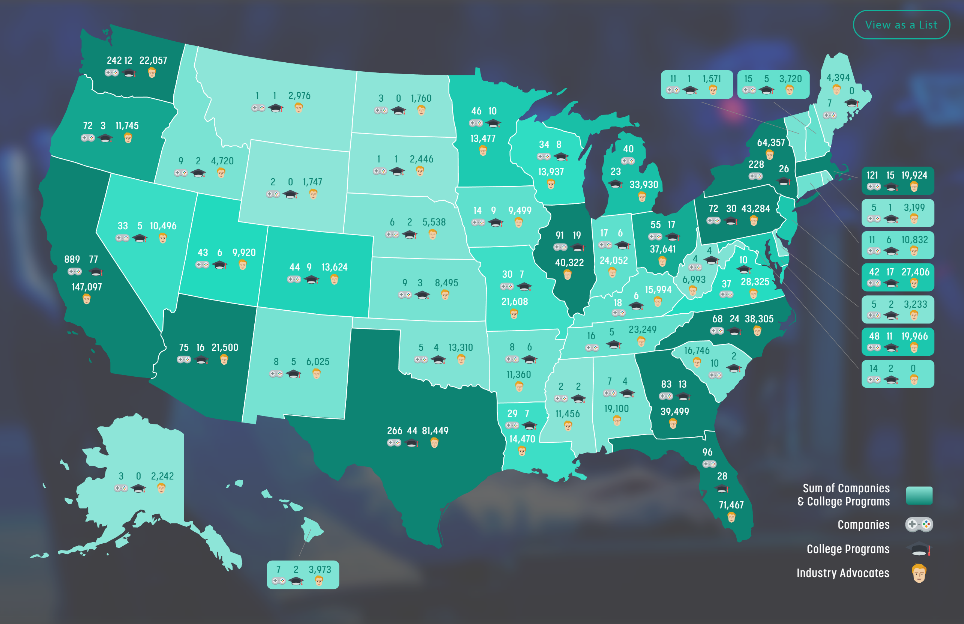 View as a List
242 12 22,057
72 3 11,745
1 1 2,976
9 2 4,720
2 0 1,747
3 0 1,760
1 1 2,446
6 2 5,538
9 3 8,495
33 5 10,496
43 6 9,920
44 9 13,624
889 77
147,097
75 16 21,500
8 5 6,025
5 4 13,310
266 44 81,449
46 10
13,477
34 8
13,937
40
23
33,930
14 9 9,499
91 19
40,322
17 6
24,052
55 17
37,641
30 7
21,608
18 6 15,994
4 4
6,993
10
37 28,325
8 6
11,360
16 5 23,249
68 24 38,305
16,746 2
10
29 7
14,470
2 2
11,456
7 4
19,100
83 13
39,499
96
28
71,467
72 30 43,284
64,357
228 26
11 1 1,571
15 5 3,720
4,394
0
7
121 15 19,924
5 1 3,199
11 6 10,832
42 17 27,406
5 2 3,233
48 11 19,966
14 2 0
3 0 2,242
7 2 3,973
Sum of Companies
& College Programs
Companies
College Programs
Industry Advocates